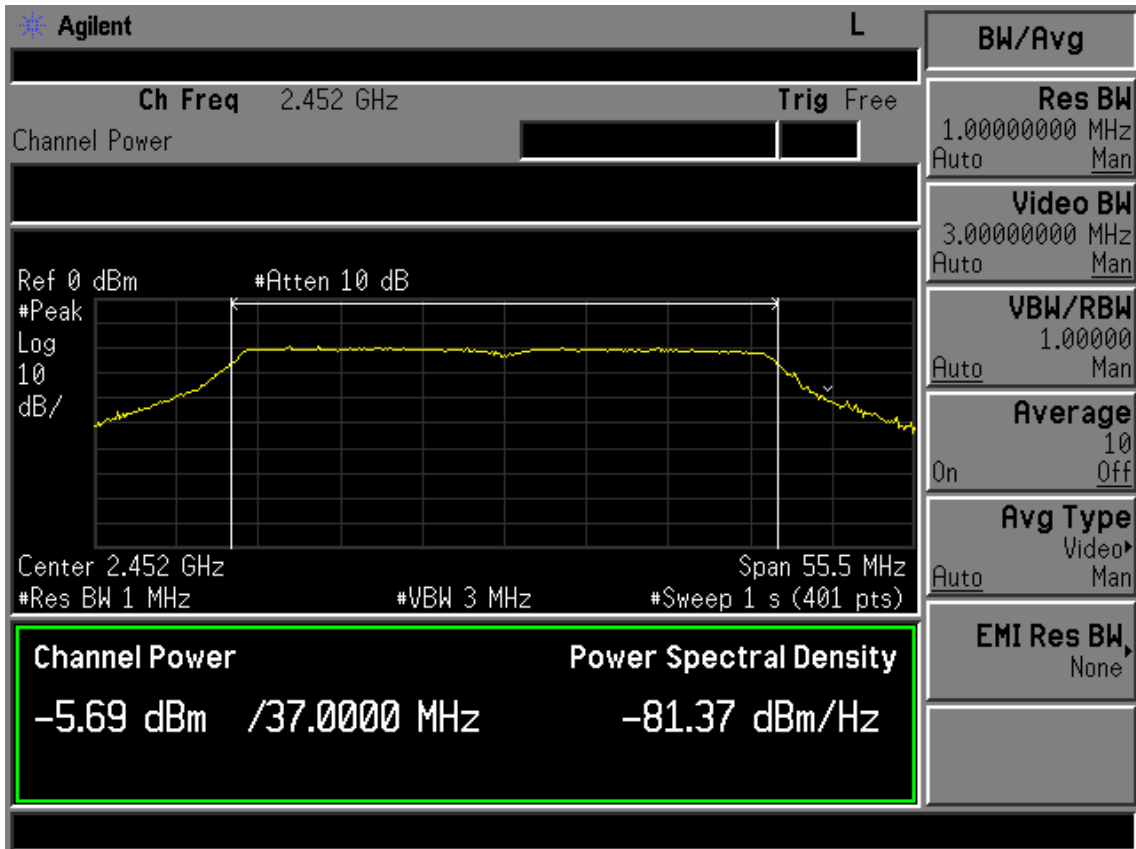 Agilent L
Ch Freq 2.452 GHz Trig Free
Channel Power
Ref 0 dBm #Atten 10 dB
#Peak
Log
10
dB/
Center 2.452 GHz Span 55.5 MHz
#Res BW 1 MHz #VBW 3 MHz #Sweep 1 s (401 pts)
Channel Power Power Spectral Density
-5.69 dBm /37.0000 MHz -81.37 dBm/Hz
BW/Avg
Res BW
1.00000000 MHz
Auto Man
Video BW
3.00000000 MHz
Auto Man
VBW/RBW
1.00000
Auto Man
Average
10
On Off
Avg Type
Video
Auto Man
EMI Res BW
None